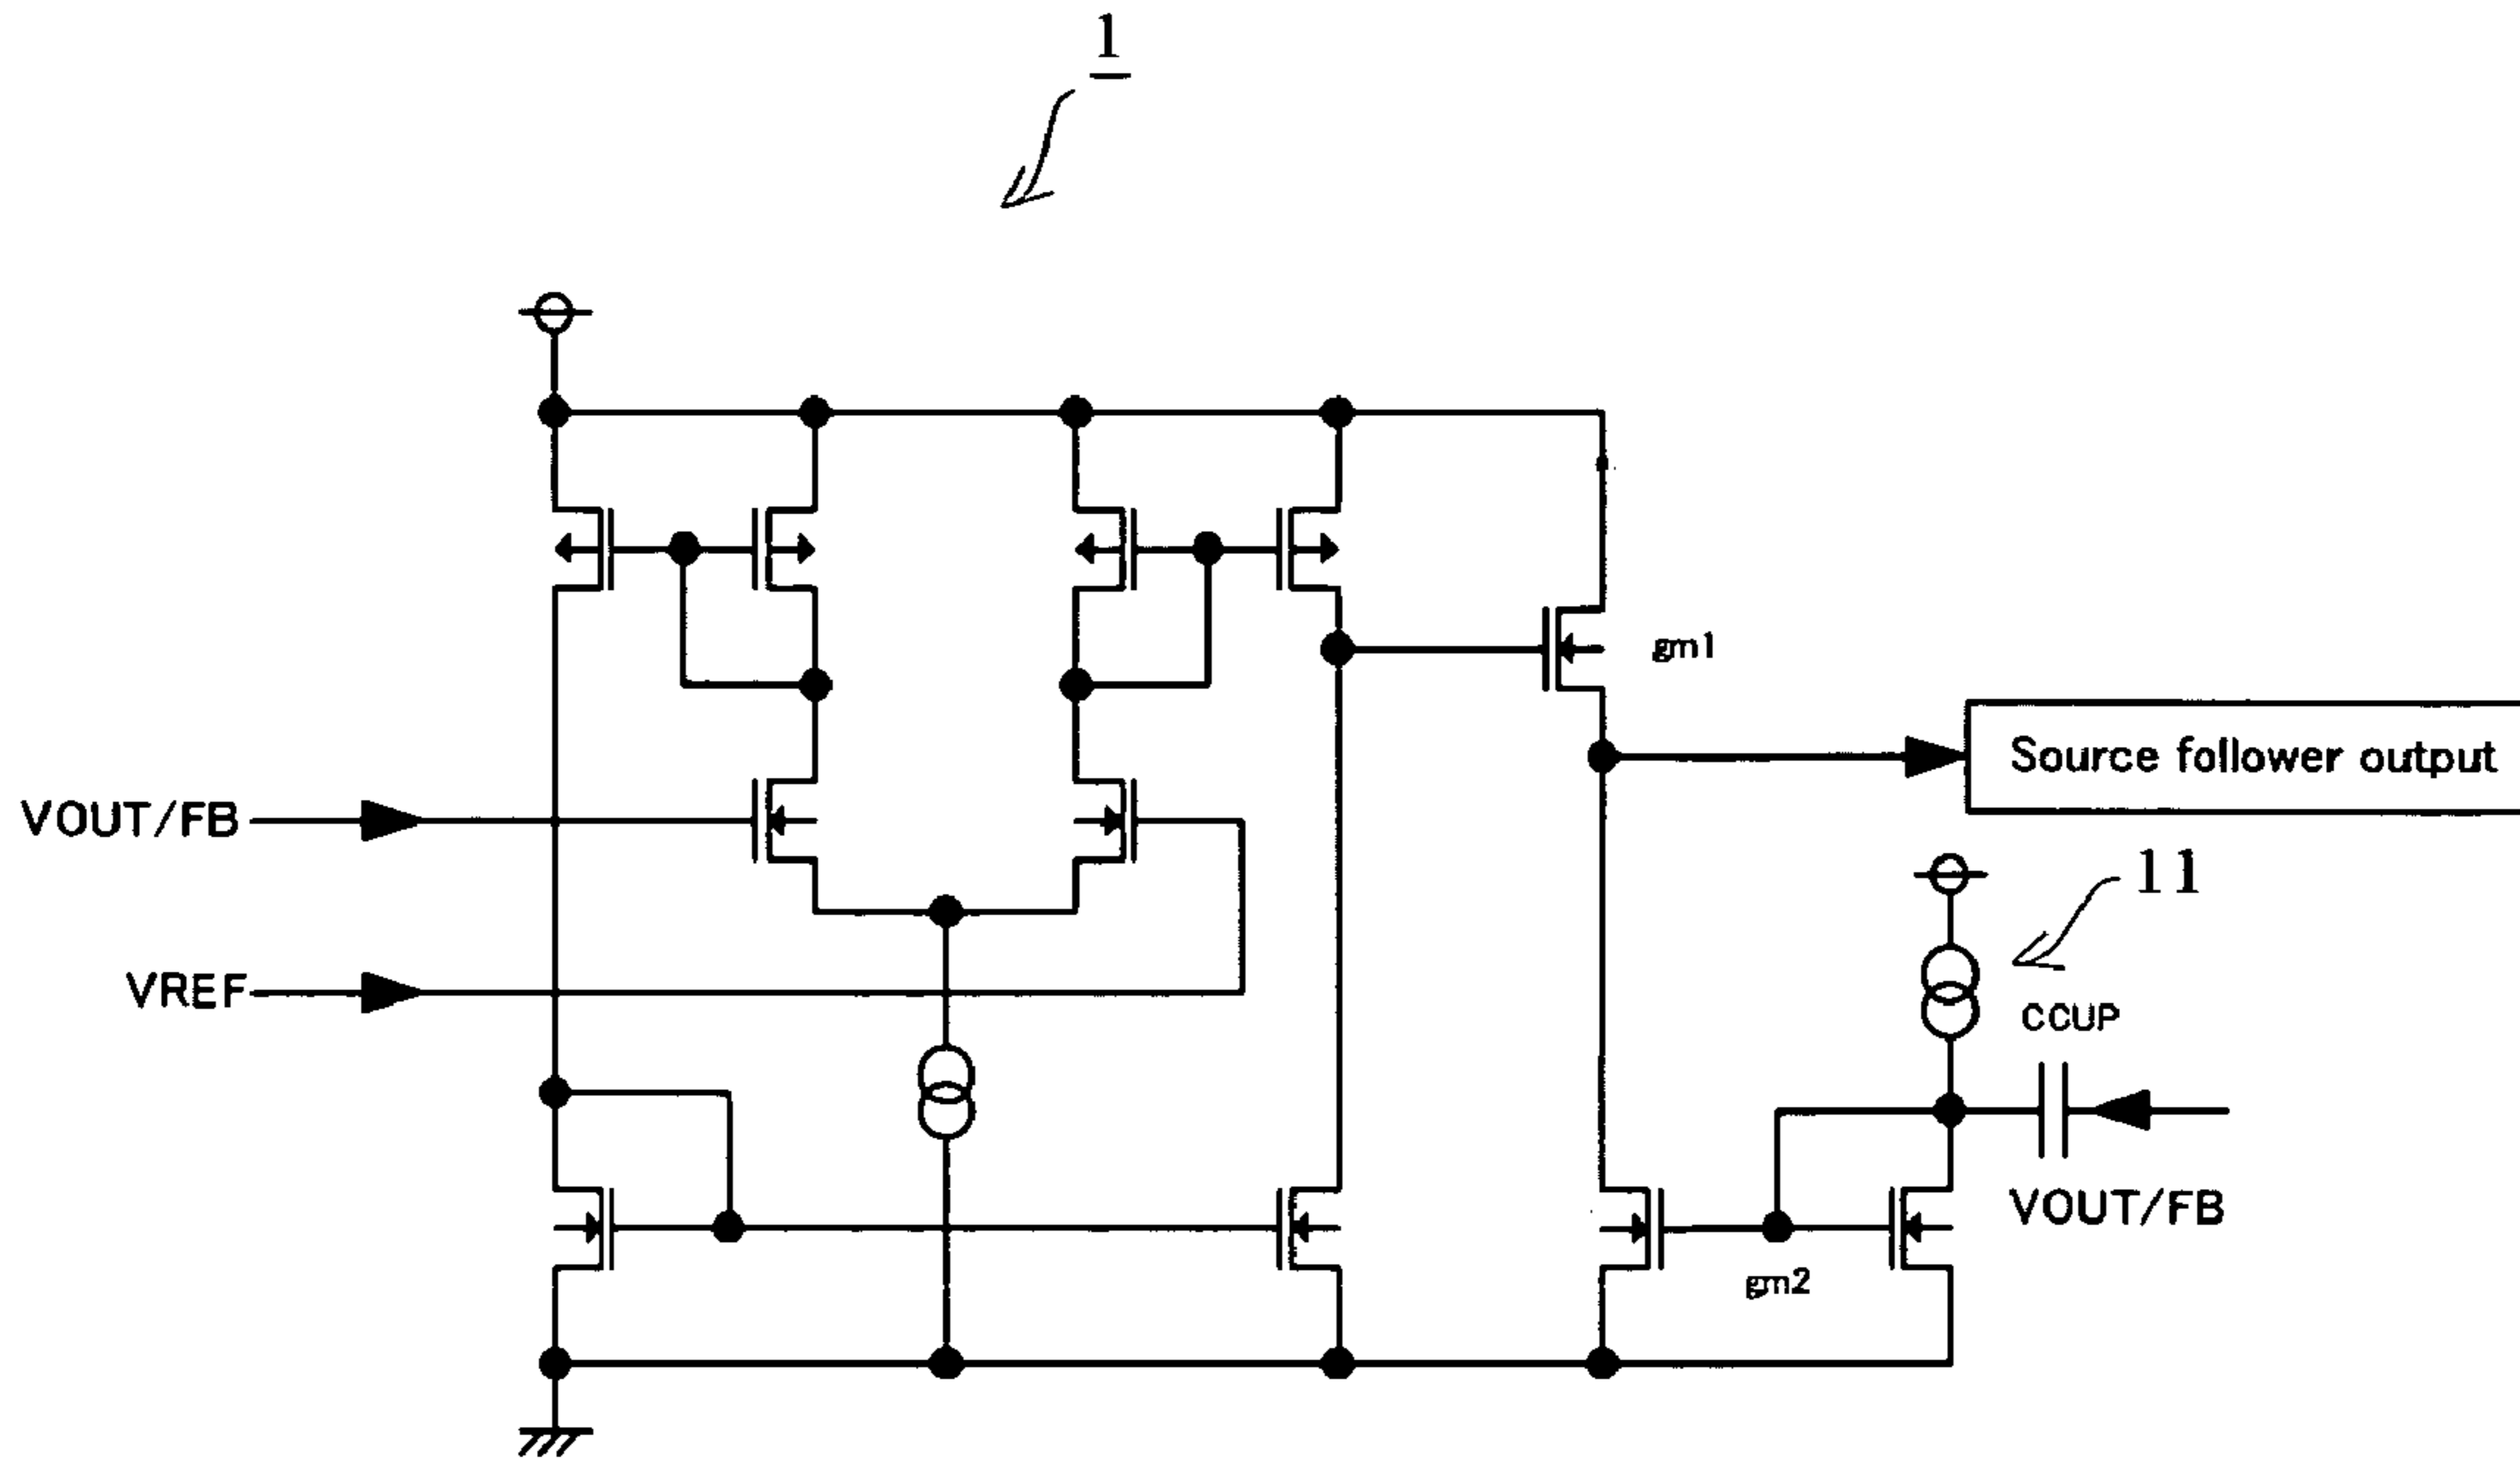 1
gm1
Source follower output
VOUT/FB
11
VREF
CCUP
VOUT/FB
gm2